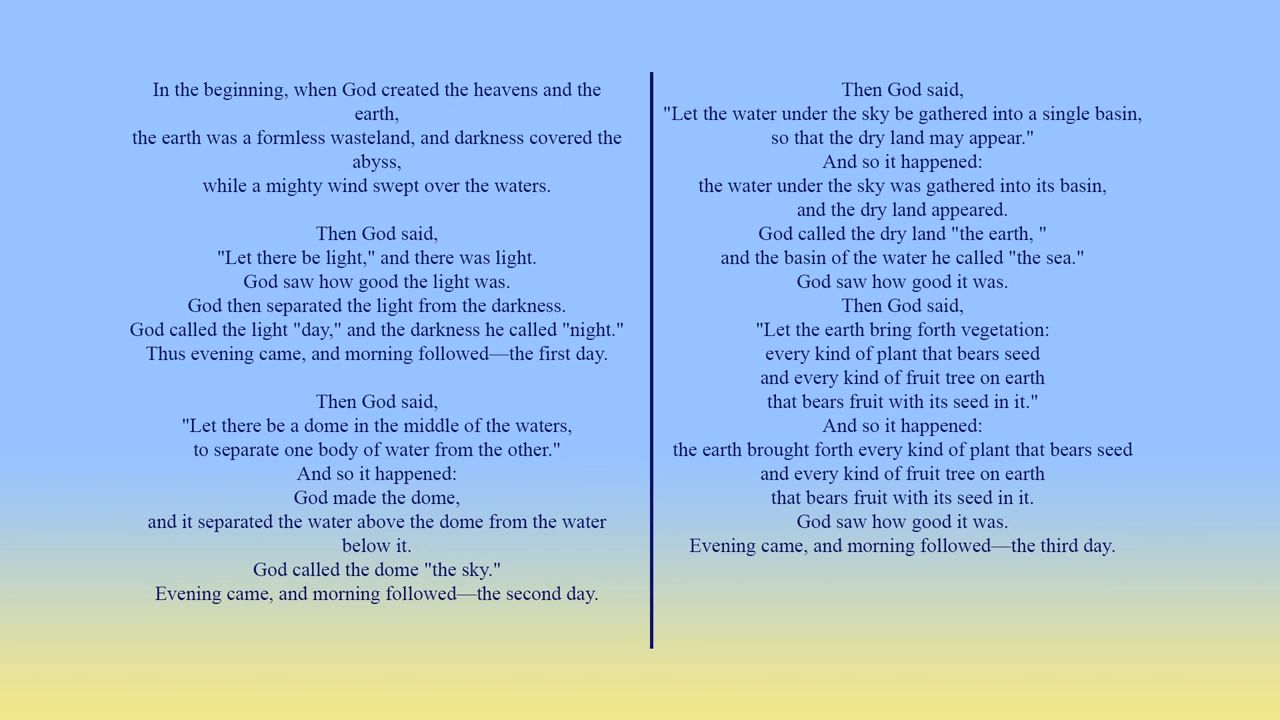 In the beginning, when God created the heavens and the
earth,
the earth was a formless wasteland, and darkness covered the
abyss,
while a mighty wind swept over the waters.
Then God said,
"Let there be light," and there was light.
God saw how good the light was.
God then separated the light from the darkness.
God called the light "day," and the darkness he called "night."
Thus evening came, and morning followed—the first day.
Then God said,
"Let there be a dome in the middle of the waters,
to separate one body of water from the other."
And so it happened:
God made the dome,
and it separated the water above the dome from the water
below it.
God called the dome "the sky."
Evening came, and morning followed—the second day.
Then God said,
"Let the water under the sky be gathered into a single basin,
so that the dry land may appear."
And so it happened:
the water under the sky was gathered into its basin,
and the dry land appeared.
God called the dry land "the earth, "
and the basin of the water he called "the sea."
God saw how good it was.
Then God said,
"Let the earth bring forth vegetation:
every kind of plant that bears seed
and every kind of fruit tree on earth
that bears fruit with its seed in it."
And so it happened:
the earth brought forth every kind of plant that bears seed
and every kind of fruit tree on earth
that bears fruit with its seed in it.
God saw how good it was.
Evening came, and morning followed—the third day.